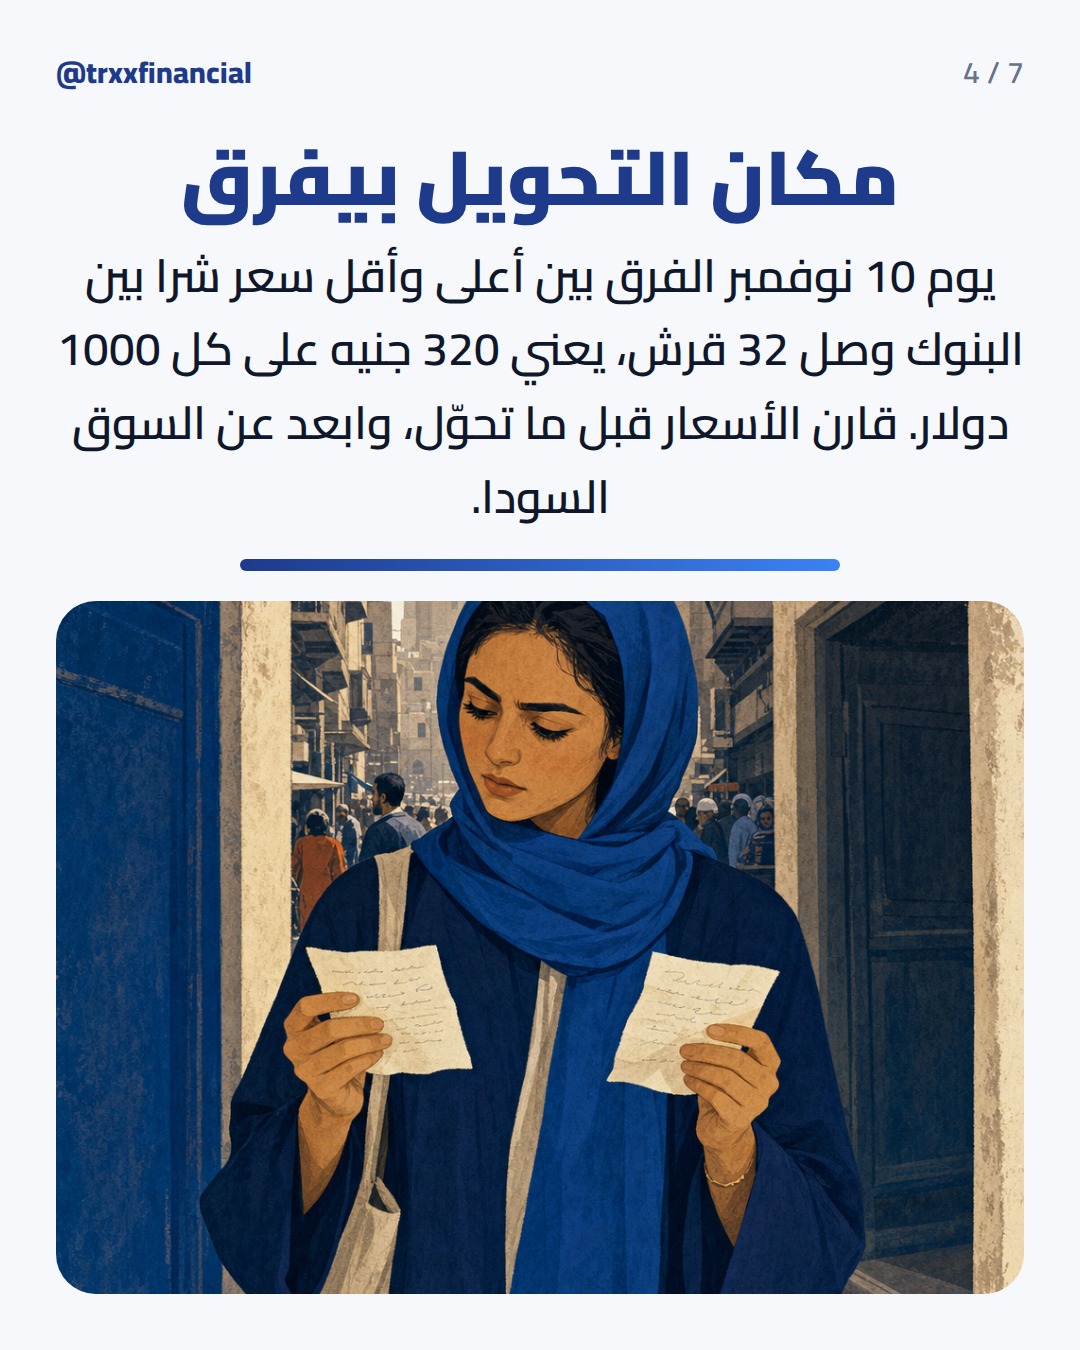 @trxxfinancial
4 / 7
مكان التحويل بيفرق
يوم 10 نوفمبر الفرق بين أعلى وأقل سعر شرا بين
البنوك وصل 32 قرش، يعني 320 جنيه على كل 1000
دولار. قارن الأسعار قبل ما تحوّل، وابعد عن السوق
السودا.